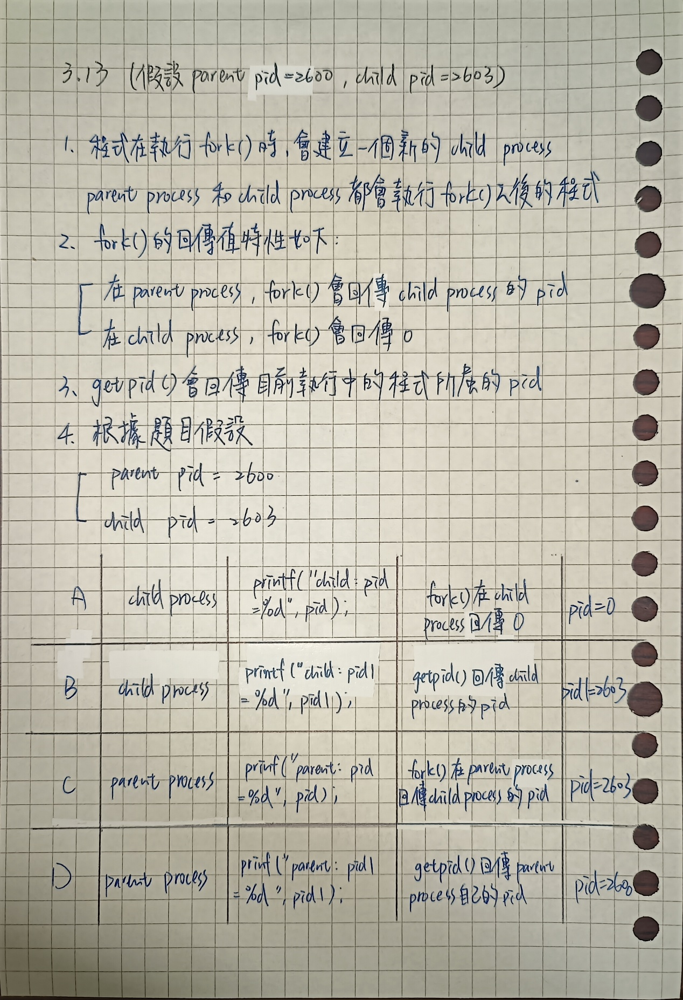 3.13 (假設 parent pid=2600, child pid=2603)
1. 程式在執行 fork() 時, 會建立一個新的 child process
parent process 和 child process 都會執行 fork() 之後的程式
2. fork() 的回傳值特性如下:
在 parent process, fork() 會回傳 child process 的 pid
在 child process, fork() 會回傳 0
3. getpid() 會回傳目前執行中的程式所屬的 pid
4. 根據題目假設
parent pid = 2600
child pid = 2603
A child process printf("child: pid =%d", pid); fork() 在 child process 回傳 0 pid=0
B child process printf("child: pid1 = %d", pid1); getpid() 回傳 child process 的 pid pid1=2603
C parent process printf("parent: pid =%d", pid); fork() 在 parent process 回傳 child process 的 pid pid=2603
D parent process printf("parent: pid1 = %d", pid1); getpid() 回傳 parent process 自己的 pid pid=2600